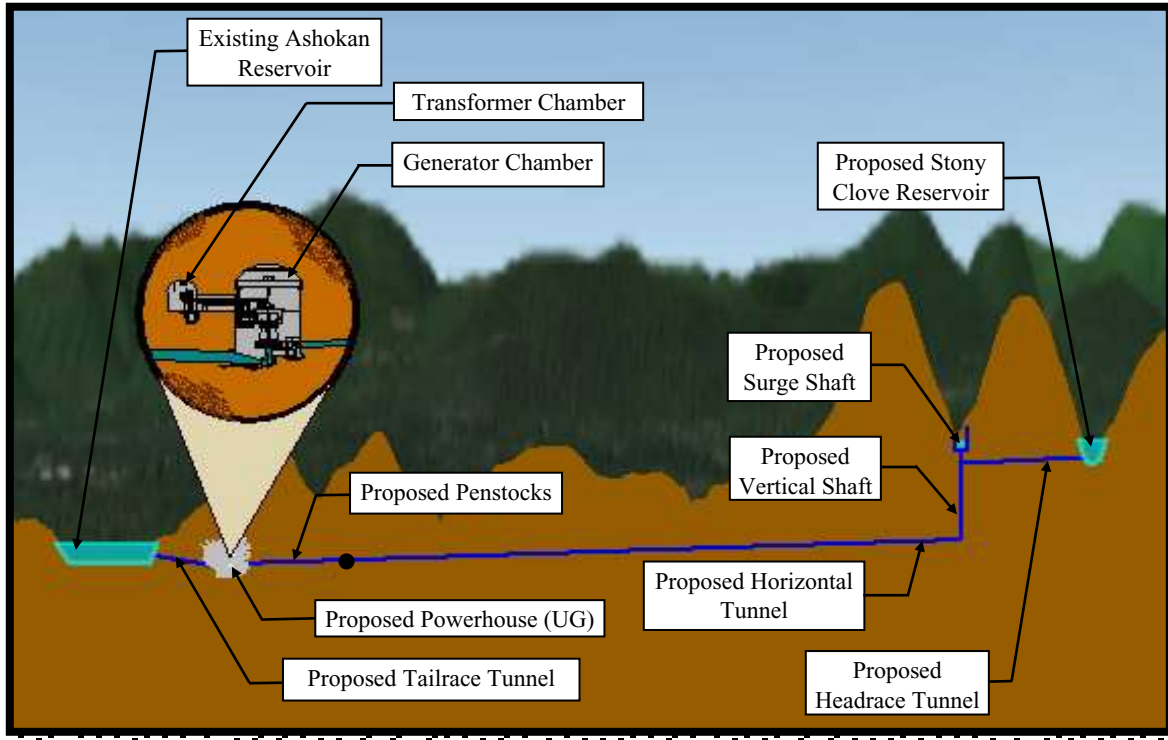 Existing Ashokan
Reservoir
Transformer Chamber
Generator Chamber
Proposed Stony
Clove Reservoir
Proposed
Surge Shaft
Proposed
Vertical Shaft
Proposed Penstocks
Proposed Horizontal
Tunnel
Proposed Powerhouse (UG)
Proposed Tailrace Tunnel
Proposed
Headrace Tunnel